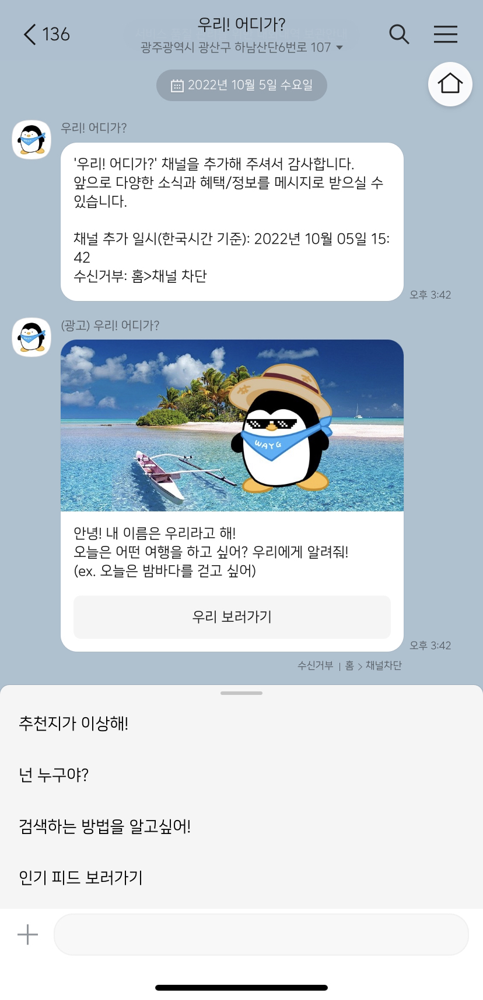 136
우리! 어디가?
광주광역시 광산구 하남산단6번로 107
2022년 10월 5일 수요일
우리! 어디가?
'우리! 어디가?' 채널을 추가해 주셔서 감사합니다.
앞으로 다양한 소식과 혜택/정보를 메시지로 받으실 수
있습니다.
채널 추가 일시(한국시간 기준): 2022년 10월 05일 15:
42
수신거부: 홈>채널 차단
오후 3:42
(광고) 우리! 어디가?
WAYG
안녕! 내 이름은 우리라고 해!
오늘은 어떤 여행을 하고 싶어? 우리에게 알려줘!
(ex. 오늘은 밤바다를 걷고 싶어)
우리 보러가기
오후 3:42
수신거부 | 홈 > 채널차단
추천지가 이상해!
넌 누구야?
검색하는 방법을 알고싶어!
인기 피드 보러가기